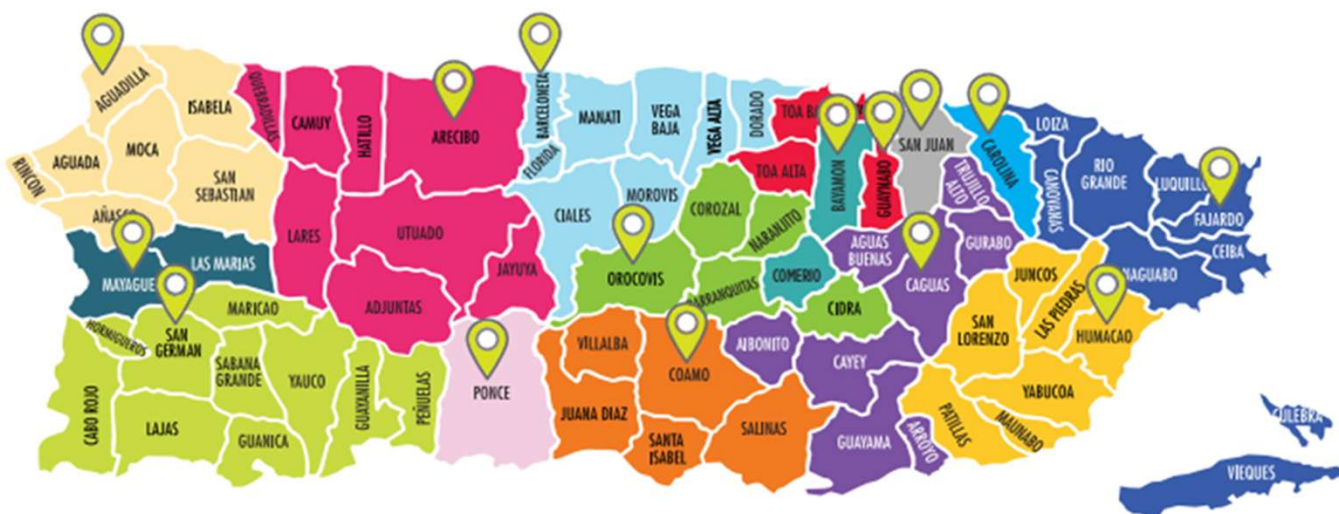 AGUADILLA
ISABELA
QUEBRADILLAS
CAMUY
HATILLO
ARECIBO
BARCELONETA
MANATI
VEGA
BAJA
VEGA ALTA
DORADO
TOA BA
SAN JUAN
CAROLINA
LOIZA
RINCON
AGUADA
MOCA
SAN
SEBASTIAN
FLORIDA
TOA ALTA
BAYAMON
GUAYNABO
TRUJILLO
ALTO
CANOVANAS
RIO
GRANDE
LUQUILLO
FAJARDO
CEIBA
AÑASCO
LARES
UTUADO
CIALES
MOROVIS
COROZAL
NARANJITO
AGUAS
BUENAS
GURABO
MAYAGUE
LAS MARIAS
JAYUYA
OROCOVIS
BARRANQUITAS
COMERIO
CAGUAS
JUNCOS
NAGUABO
MARICAO
ADJUNTAS
CIDRA
LAS PIEDRAS
HUMACAO
HORMIGUEROS
SAN
GERMAN
SABANA
GRANDE
YAUCO
GUAYANILLA
PEÑUELAS
PONCE
VILLALBA
COAMO
AIBONITO
CAYEY
SAN
LORENZO
YABUCOA
CABO ROJO
LAJAS
GUANICA
JUANA DIAZ
SANTA
ISABEL
SALINAS
GUAYAMA
ARROYO
PATILLAS
MAUNABO
CULEBRA
VIEQUES